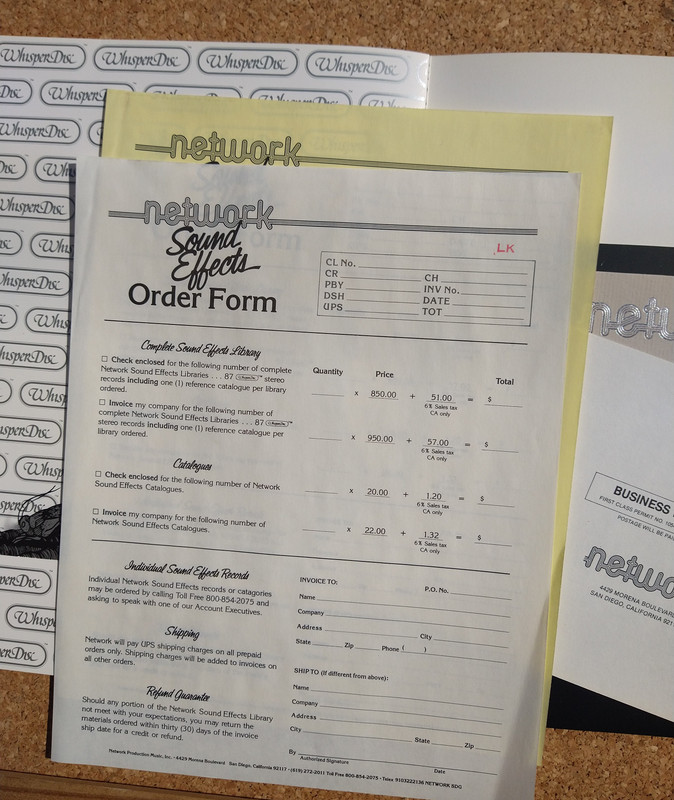 WhisperDisc WhisperDisc WhisperDisc WhisperDisc
network
network
Sound
Effects
Order Form
LK
CL No.
CR CH
PBY INV No.
DSH DATE
UPS TOT
Complete Sound Effects Library
Quantity Price Total
☐ Check enclosed for the following number of complete
Network Sound Effects Libraries . . . 87 WhisperDisc™ stereo
records including one (1) reference catalogue per library
ordered.
x 850.00 + 51.00 = $
6% Sales tax
CA only
☐ Invoice my company for the following number of
complete Network Sound Effects Libraries . . . 87 WhisperDisc™
stereo records including one (1) reference catalogue per
library ordered.
x 950.00 + 57.00 = $
6% Sales tax
CA only
Catalogues
☐ Check enclosed for the following number of Network
Sound Effects Catalogues.
x 20.00 + 1.20 = $
6% Sales tax
CA only
☐ Invoice my company for the following number of
Network Sound Effects Catalogues.
x 22.00 + 1.32 = $
6% Sales tax
CA only
Individual Sound Effects Records
Individual Network Sound Effects records or catagories
may be ordered by calling Toll Free 800-854-2075 and
asking to speak with one of our Account Executives.
Shipping
Network will pay UPS shipping charges on all prepaid
orders only. Shipping charges will be added to invoices on
all other orders.
Refund Guarantee
Should any portion of the Network Sound Effects Library
not meet with your expectations, you may return the
materials ordered within thirty (30) days of the invoice
ship date for a credit or refund.
INVOICE TO: P.O. No.
Name
Company
Address City
State Zip Phone ( )
SHIP TO (If different from above):
Name
Company
Address
City State Zip
By
Authorized Signature Date
Network Production Music, Inc. • 4429 Morena Boulevard San Diego, California 92117 • (619) 272-2011 Toll Free 800-854-2075 • Telex 9103222136 NETWORK SDG
BUSINESS
FIRST CLASS PERMIT NO.
POSTAGE WILL BE
4429 MORENA
SAN DIEGO, CALIFORNIA